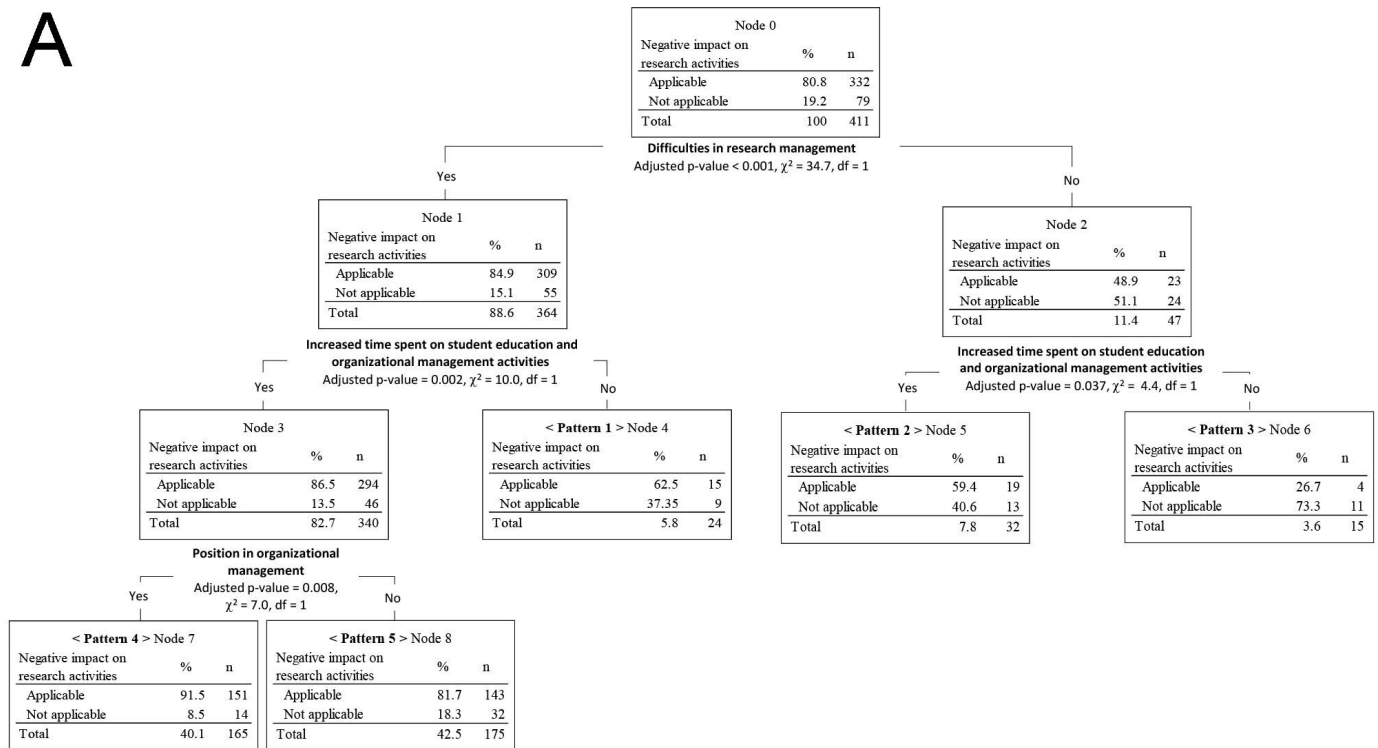 A
Node 0
Negative impact on
research activities % n
Applicable 80.8 332
Not applicable 19.2 79
Total 100 411
Difficulties in research management
Adjusted p-value < 0.001, χ² = 34.7, df = 1
Yes
No
Node 1
Negative impact on
research activities % n
Applicable 84.9 309
Not applicable 15.1 55
Total 88.6 364
Node 2
Negative impact on
research activities % n
Applicable 48.9 23
Not applicable 51.1 24
Total 11.4 47
Increased time spent on student education and
organizational management activities
Adjusted p-value = 0.002, χ² = 10.0, df = 1
Yes
No
Increased time spent on student education
and organizational management activities
Adjusted p-value = 0.037, χ² = 4.4, df = 1
Yes
No
Node 3
Negative impact on
research activities % n
Applicable 86.5 294
Not applicable 13.5 46
Total 82.7 340
< Pattern 1 > Node 4
Negative impact on
research activities % n
Applicable 62.5 15
Not applicable 37.35 9
Total 5.8 24
< Pattern 2 > Node 5
Negative impact on
research activities % n
Applicable 59.4 19
Not applicable 40.6 13
Total 7.8 32
< Pattern 3 > Node 6
Negative impact on
research activities % n
Applicable 26.7 4
Not applicable 73.3 11
Total 3.6 15
Position in organizational
management
Adjusted p-value = 0.008,
χ² = 7.0, df = 1
Yes
No
< Pattern 4 > Node 7
Negative impact on
research activities % n
Applicable 91.5 151
Not applicable 8.5 14
Total 40.1 165
< Pattern 5 > Node 8
Negative impact on
research activities % n
Applicable 81.7 143
Not applicable 18.3 32
Total 42.5 175